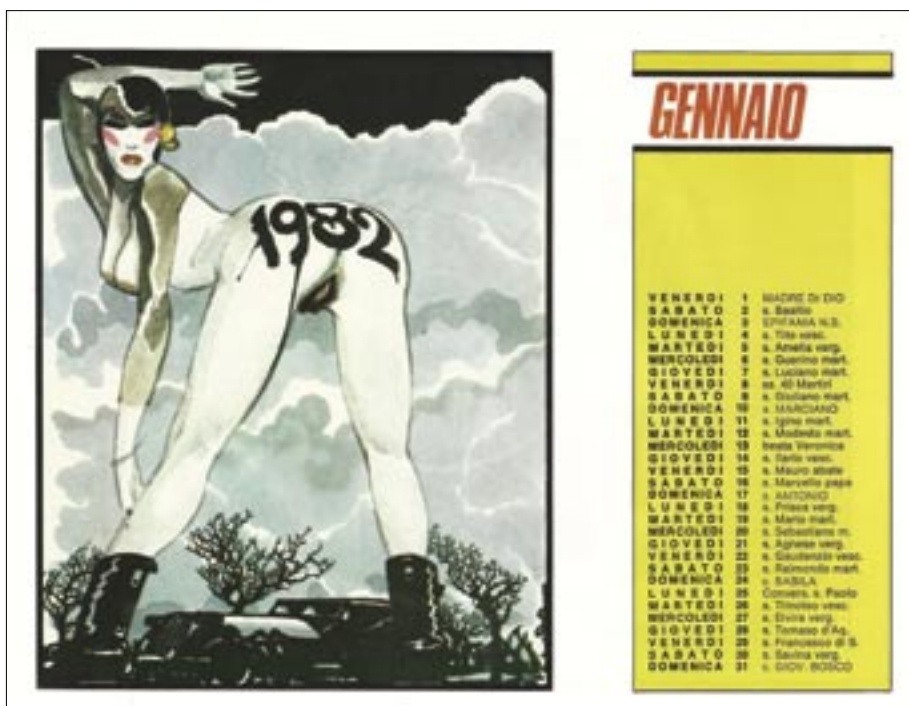 1982
GENNAIO
VENERDI 1 MADRE DI DIO
SABATO 2 s. Basilio
DOMENICA 3 EPIFANIA N.S.
LUNEDI 4 s. Tito vesc.
MARTEDI 5 s. Amelia verg.
MERCOLEDI 6 s. Guerino mart.
GIOVEDI 7 s. Luciano mart.
VENERDI 8 ss. 40 Martiri
SABATO 9 s. Giuliano mart.
DOMENICA 10 s. MARCIANO
LUNEDI 11 s. Igino mart.
MARTEDI 12 s. Modesto mart.
MERCOLEDI 13 beata Veronica
GIOVEDI 14 s. Ilario vesc.
VENERDI 15 s. Mauro abate
SABATO 16 s. Marcello papa
DOMENICA 17 s. ANTONIO
LUNEDI 18 s. Prisca verg.
MARTEDI 19 s. Mario mart.
MERCOLEDI 20 s. Sebastiano m.
GIOVEDI 21 s. Agnese verg.
VENERDI 22 s. Gaudenzio vesc.
SABATO 23 s. Raimondo mart.
DOMENICA 24 s. BABILA
LUNEDI 25 Convers. s. Paolo
MARTEDI 26 s. vesc.
MERCOLEDI 27 s. Elvira verg.
GIOVEDI 28 s. Tomaso d'Aq.
VENERDI 29 s. Francesco di S.
SABATO 30 s. Savina verg.
DOMENICA 31 s. GIOV. BOSCO